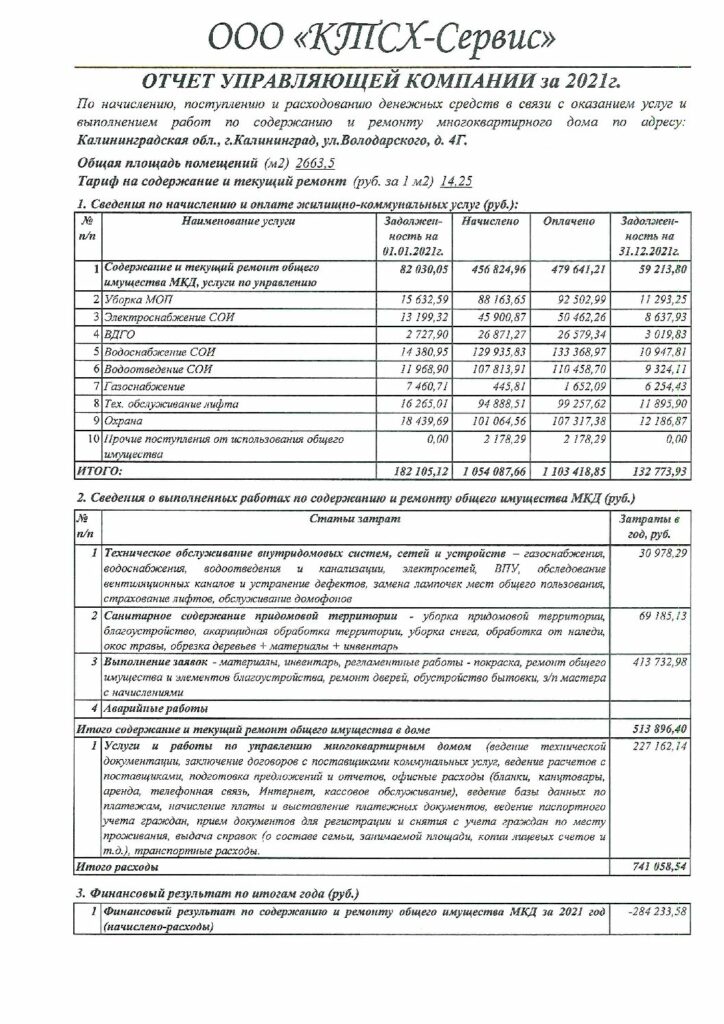 ООО «КТСХ-Сервис»
ОТЧЕТ УПРАВЛЯЮЩЕЙ КОМПАНИИ за 2021г.
По начислению, поступлению и расходованию денежных средств в связи с оказанием услуг и
выполнением работ по содержанию и ремонту многоквартирного дома по адресу:
Калининградская обл., г.Калининград, ул.Володарского, д. 4Г.
Общая площадь помещений (м2) 2663,5
Тариф на содержание и текущий ремонт (руб. за 1 м2) 14,25
1. Сведения по начислению и оплате жилищно-коммунальных услуг (руб.):
№ Наименование услуги Задолжен- Начислено Оплачено Задолжен-
п/п ность на ность на
01.01.2021г. 31.12.2021г.
1 Содержание и текущий ремонт общего 82 030,05 456 824,96 479 641,21 59 213,80
имущества МКД, услуги по управлению
2 Уборка МОП 15 632,59 88 163,65 92 502,99 11 293,25
3 Электроснабжение СОИ 13 199,32 45 900,87 50 462,26 8 637,93
4 ВДГО 2 727,90 26 871,27 26 579,34 3 019,83
5 Водоснабжение СОИ 14 380,95 129 935,83 133 368,97 10 947,81
6 Водоотведение СОИ 11 968,90 107 813,91 110 458,70 9 324,11
7 Газоснабжение 7 460,71 445,81 1 652,09 6 254,43
8 Тех. обслуживание лифта 16 265,01 94 888,51 99 257,62 11 895,90
9 Охрана 18 439,69 101 064,56 107 317,38 12 186,87
10 Прочие поступления от использования общего 0,00 2 178,29 2 178,29 0,00
имущества
ИТОГО: 182 105,12 1 054 087,66 1 103 418,85 132 773,93
2. Сведения о выполненных работах по содержанию и ремонту общего имущества МКД (руб.)
№ Статьи затрат Затраты в
п/п год, руб.
1 Техническое обслуживание внутридомовых систем, сетей и устройств – газоснабжения, 30 978,29
водоснабжения, водоотведения и канализации, электросетей, ВПУ, обследование
вентиляционных каналов и устранение дефектов, замена лампочек мест общего пользования,
страхование лифтов, обслуживание домофонов
2 Санитарное содержание придомовой территории - уборка придомовой территории, 69 185,13
благоустройство, акарицидная обработка территории, уборка снега, обработка от наледи,
окос травы, обрезка деревьев + материалы + инвентарь
3 Выполнение заявок - материалы, инвентарь, регламентные работы - покраска, ремонт общего 413 732,98
имущества и элементов благоустройства, ремонт дверей, обустройство бытовки, з/п мастера
с начислениями
4 Аварийные работы
Итого содержание и текущий ремонт общего имущества в доме 513 896,40
1 Услуги и работы по управлению многоквартирным домом (ведение технической 227 162,14
документации, заключение договоров с поставщиками коммунальных услуг, ведение расчетов с
поставщиками, подготовка предложений и отчетов, офисные расходы (бланки, канцтовары,
аренда, телефонная связь, Интернет, кассовое обслуживание), ведение базы данных по
платежам, начисление платы и выставление платежных документов, ведение паспортного
учета граждан, прием документов для регистрации и снятия с учета граждан по месту
проживания, выдача справок (о составе семьи, занимаемой площади, копии лицевых счетов и
т.д.), транспортные расходы.
Итого расходы 741 058,54
3. Финансовый результат по итогам года (руб.)
1 Финансовый результат по содержанию и ремонту общего имущества МКД за 2021 год -284 233,58
(начислено-расходы)